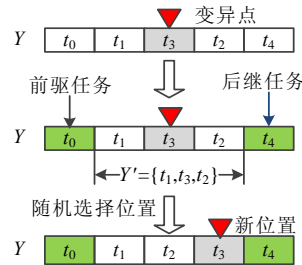 变异点
Y t0 t1 t3 t2 t4
前驱任务 后继任务
Y t0 t1 t3 t2 t4
Y'={t1,t3,t2}
随机选择位置 新位置
Y t0 t1 t2 t3 t4